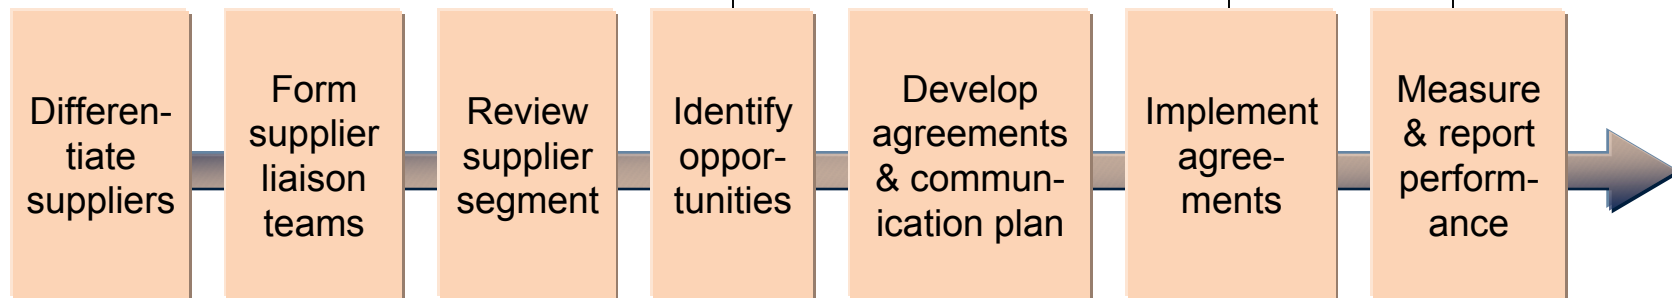 Differen-
tiate
suppliers
Form
supplier
liaison
teams
Review
supplier
segment
Identify
oppor-
tunities
Develop
agreements
& commun-
ication plan
Implement
agree-
ments
Measure
& report
perform-
ance